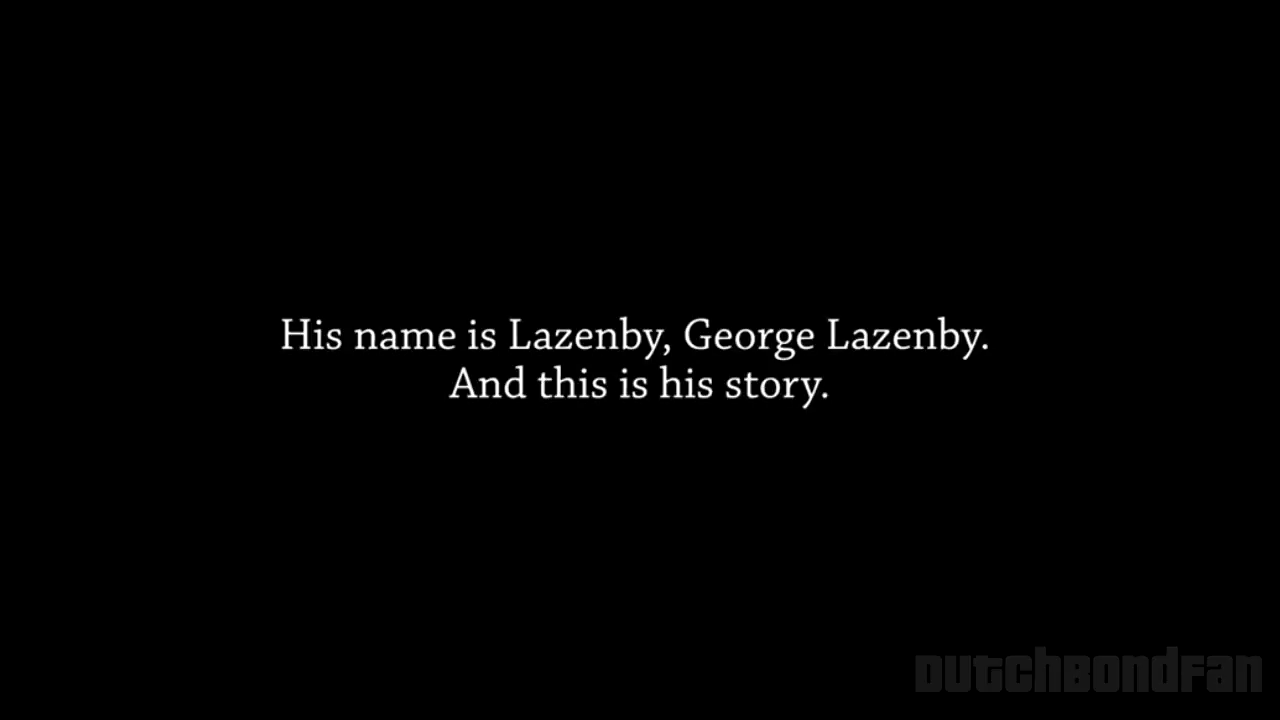 His name is Lazenby, George Lazenby.
And this is his story.
DutchBondFan